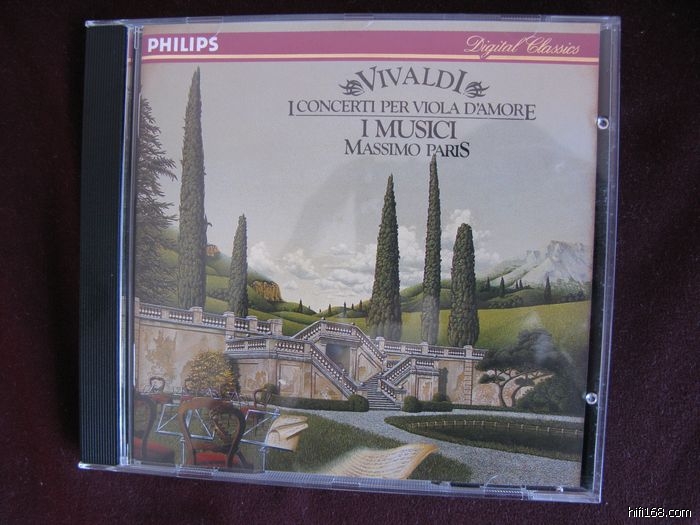 PHILIPS
Digital Classics
VIVALDI
I CONCERTI PER VIOLA D'AMORE
I MUSICI
MASSIMO PARIS
hifi168.com